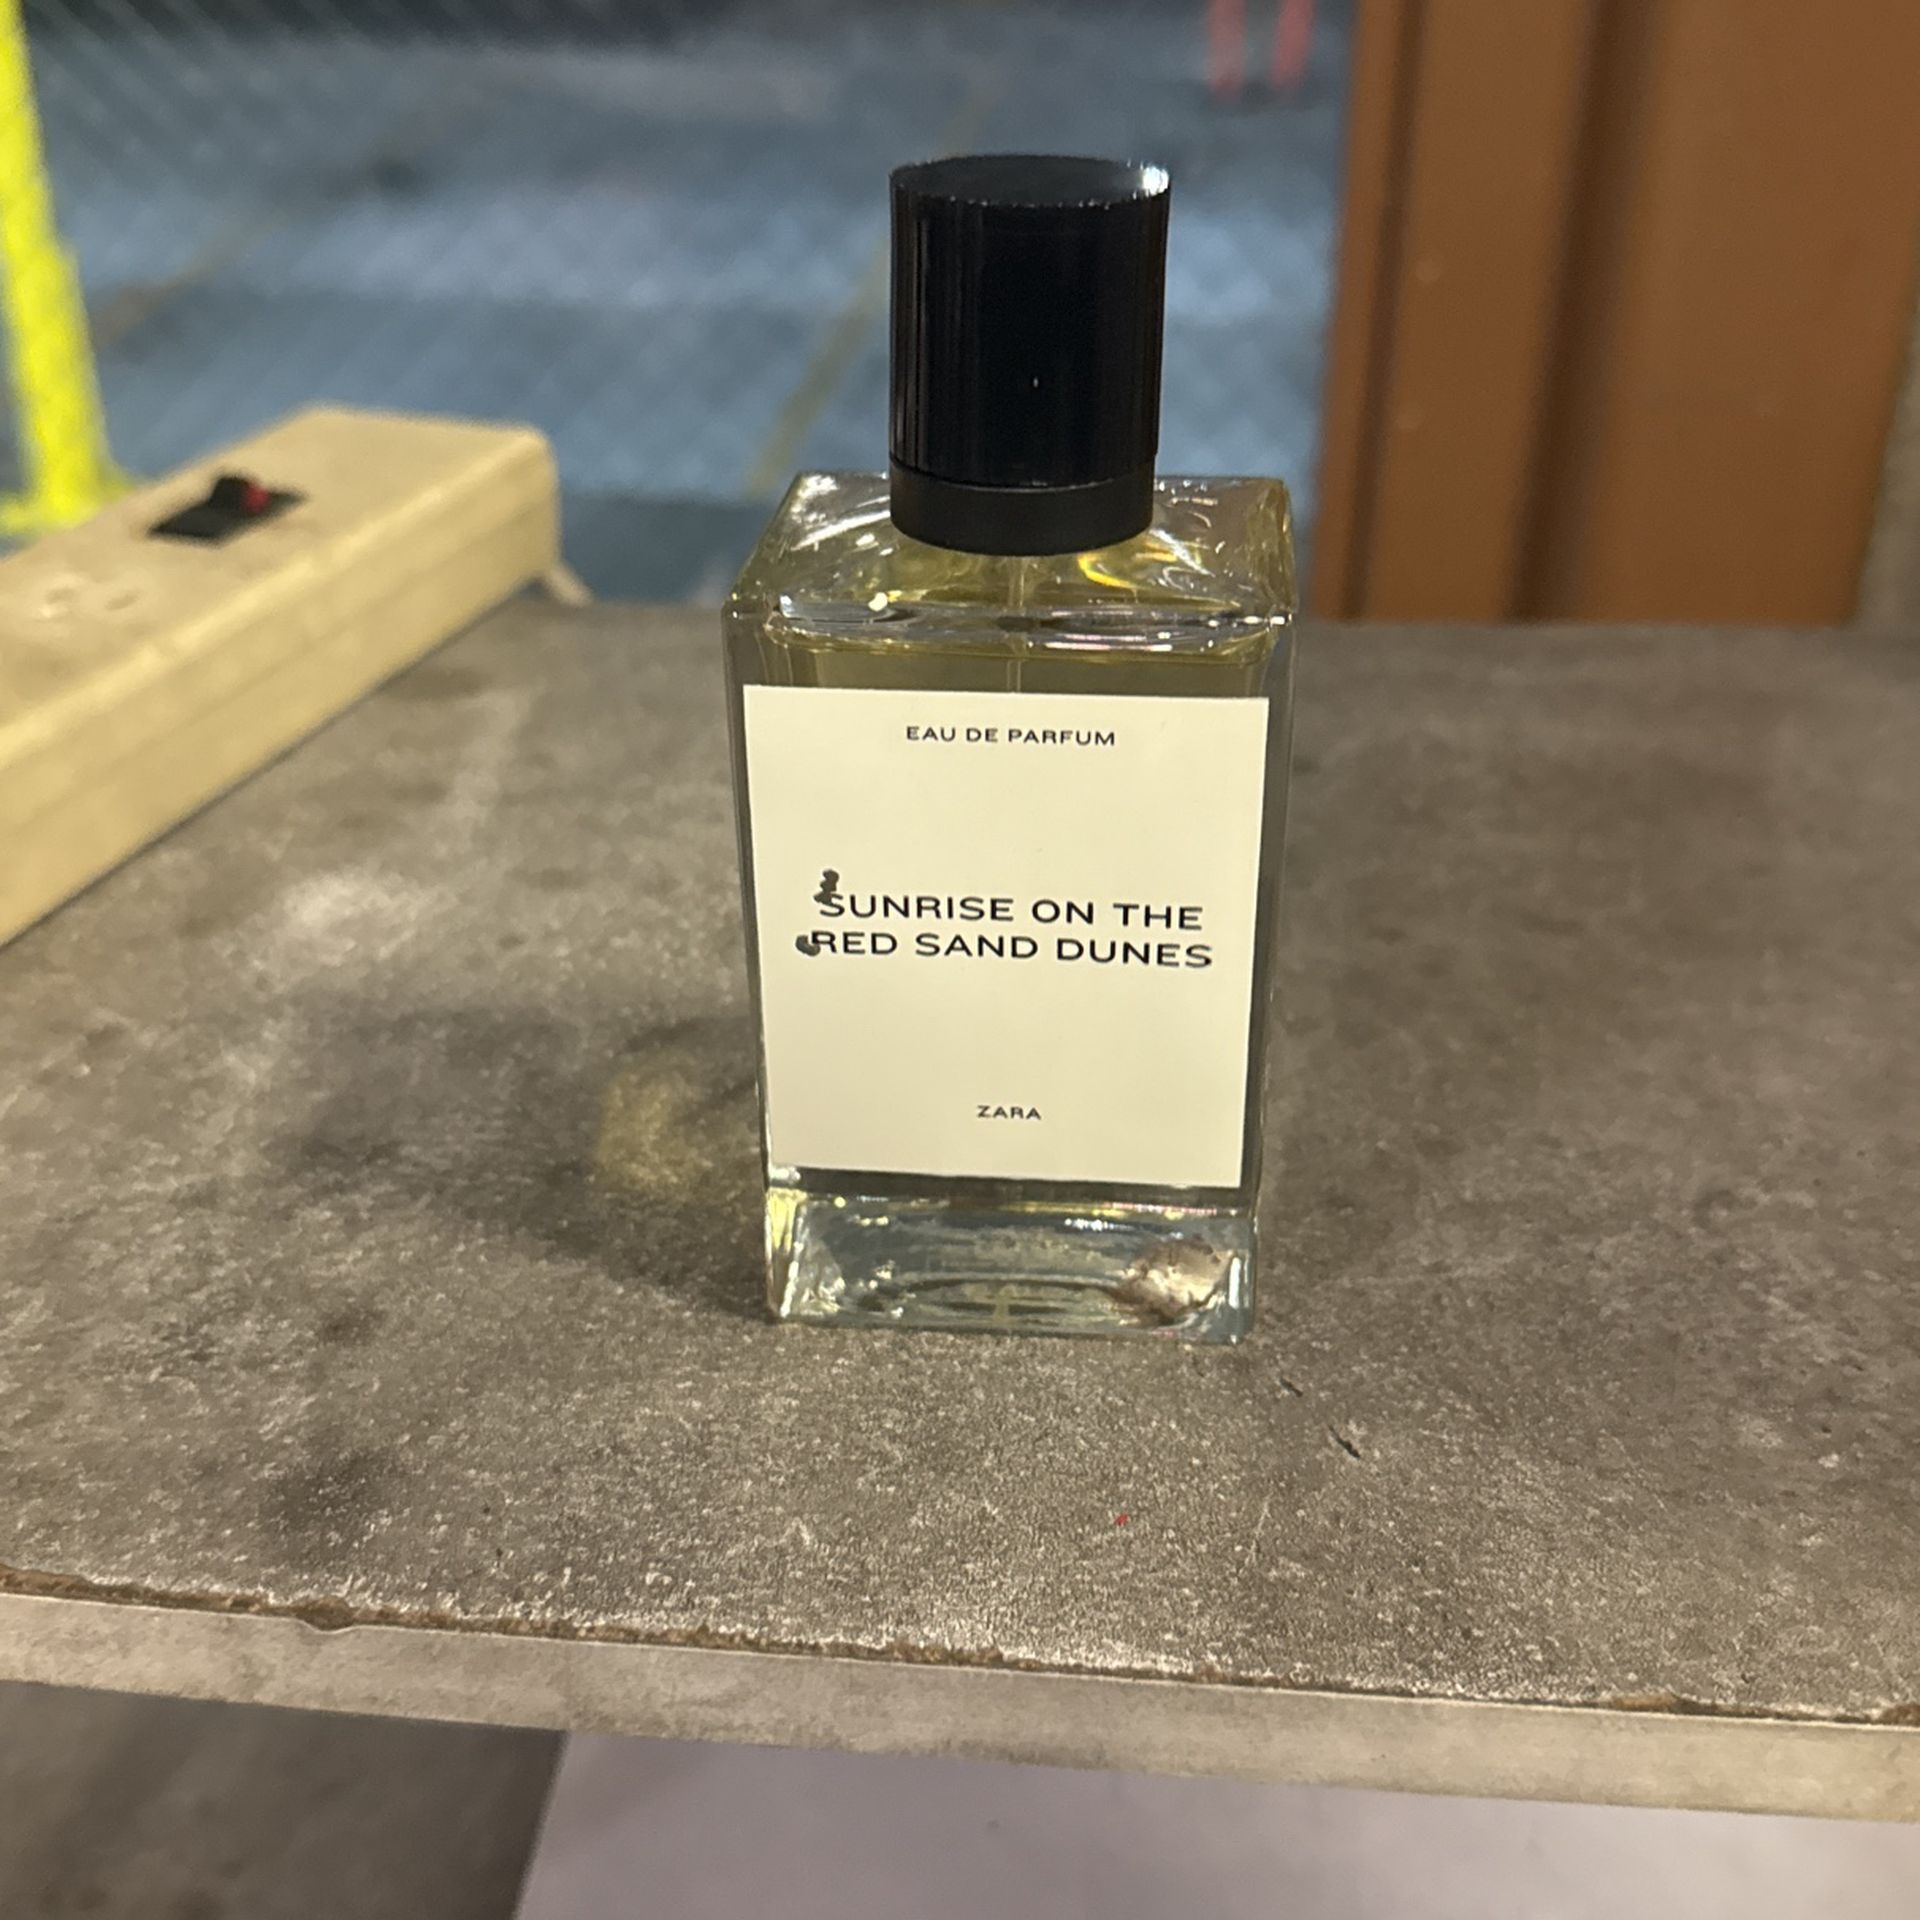 EAU DE PARFUM
SUNRISE ON THE
RED SAND DUNES
ZARA